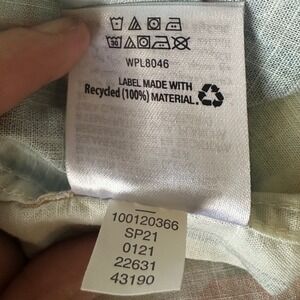 WPL8046
LABEL MADE WITH
Recycled (100%) MATERIAL.
100120366
SP21
0121
22631
43190